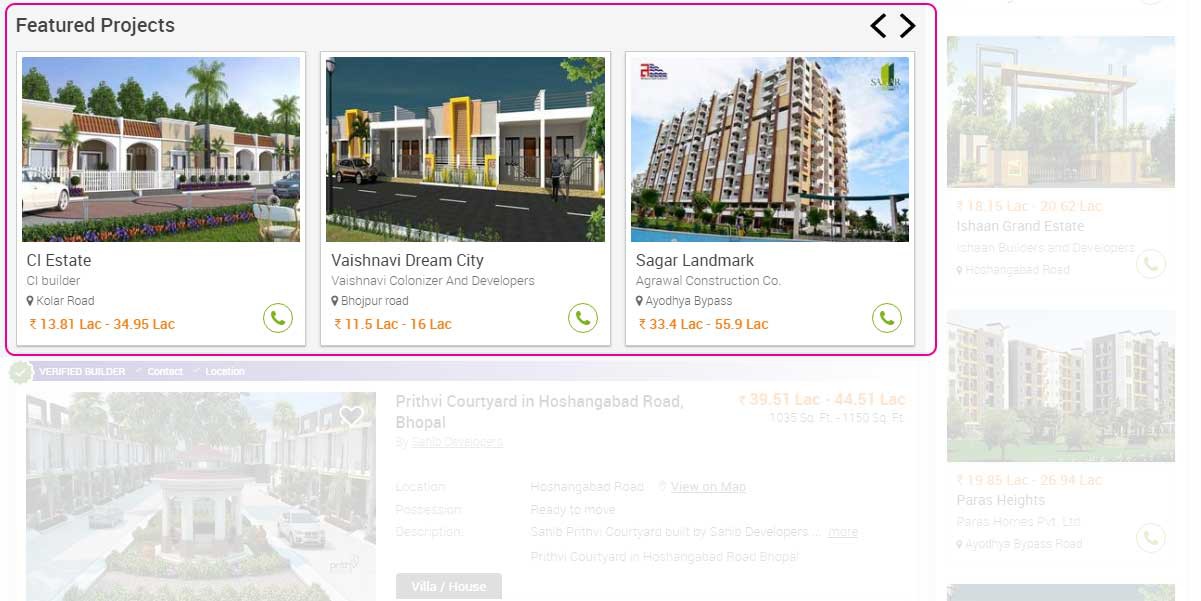 Featured Projects
CI Estate
CI builder
Kolar Road
₹ 13.81 Lac - 34.95 Lac
Vaishnavi Dream City
Vaishnavi Colonizer And Developers
Bhojpur road
₹ 11.5 Lac - 16 Lac
SAGAR
Sagar Landmark
Agrawal Construction Co.
Ayodhya Bypass
₹ 33.4 Lac - 55.9 Lac
VERIFIED BUILDER Contact Location
Prithvi Courtyard in Hoshangabad Road,
Bhopal
By Sahib Developers
₹ 39.51 Lac - 44.51 Lac
1035 Sq. Ft. - 1150 Sq. Ft.
Location: Hoshangabad Road View on Map
Possession: Ready to move
Description: Sahib Prithvi Courtyard built by Sahib Developers ... more
Prithvi Courtyard in Hoshangabad Road Bhopal
Villa / House
₹ 18.15 Lac - 20.62 Lac
Ishaan Grand Estate
Ishaan Builders and Developers
Hoshangabad Road
₹ 19.85 Lac - 26.94 Lac
Paras Heights
Paras Homes Pvt. Ltd.
Ayodhya Bypass Road